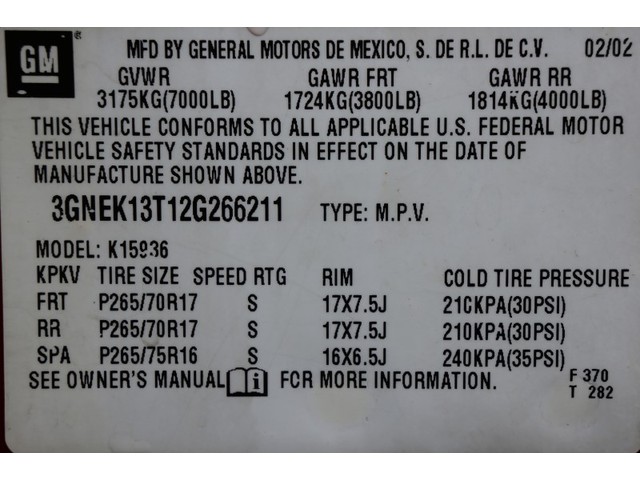 GM ® MFD BY GENERAL MOTORS DE MEXICO, S. DE R.L. DE C.V. 02/02
GVWR GAWR FRT GAWR RR
3175KG(7000LB) 1724KG(3800LB) 1814KG(4000LB)
THIS VEHICLE CONFORMS TO ALL APPLICABLE U.S. FEDERAL MOTOR
VEHICLE SAFETY STANDARDS IN EFFECT ON THE DATE OF
MANUFACTURE SHOWN ABOVE.
3GNEK13T12G266211 TYPE: M.P.V.
MODEL: K15936
KPKV TIRE SIZE SPEED RTG RIM COLD TIRE PRESSURE
FRT P265/70R17 S 17X7.5J 210KPA(30PSI)
RR P265/70R17 S 17X7.5J 210KPA(30PSI)
SPA P265/75R16 S 16X6.5J 240KPA(35PSI)
SEE OWNER'S MANUAL i FOR MORE INFORMATION. F 370
T 282